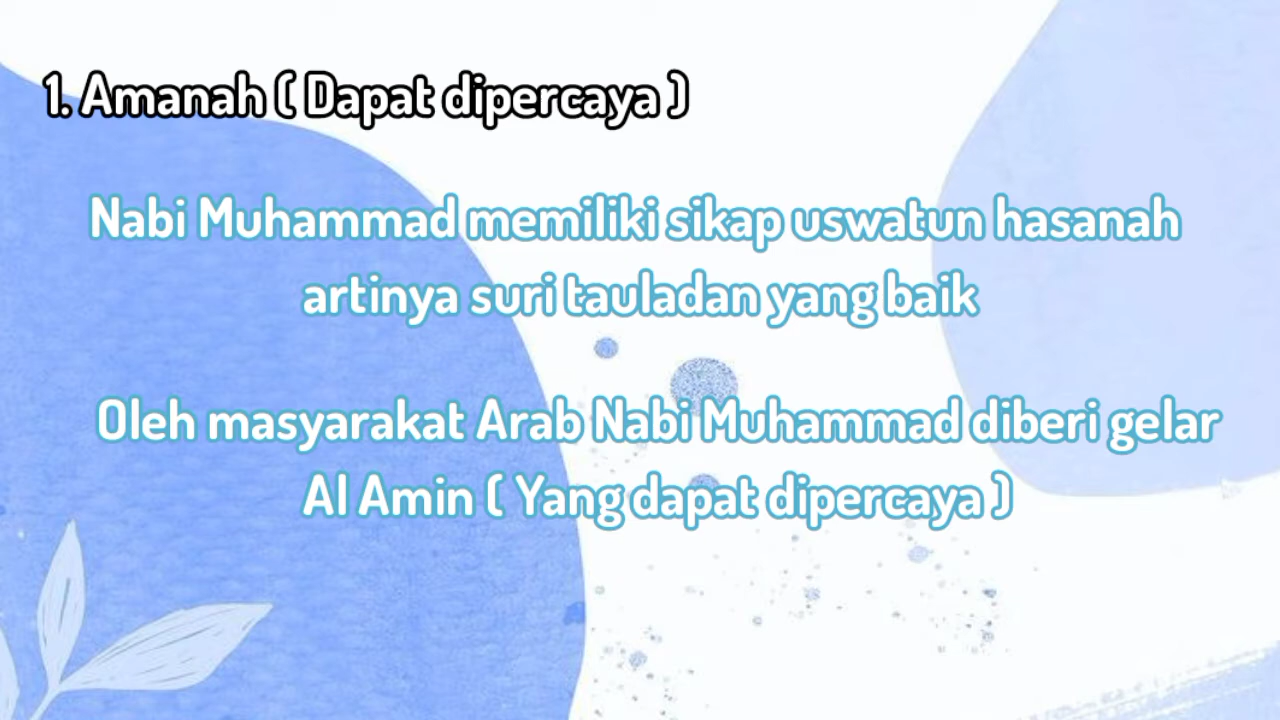 1. Amanah ( Dapat dipercaya )
Nabi Muhammad memiliki sikap uswatun hasanah
artinya suri tauladan yang baik
Oleh masyarakat Arab Nabi Muhammad diberi gelar
Al Amin ( Yang dapat dipercaya )